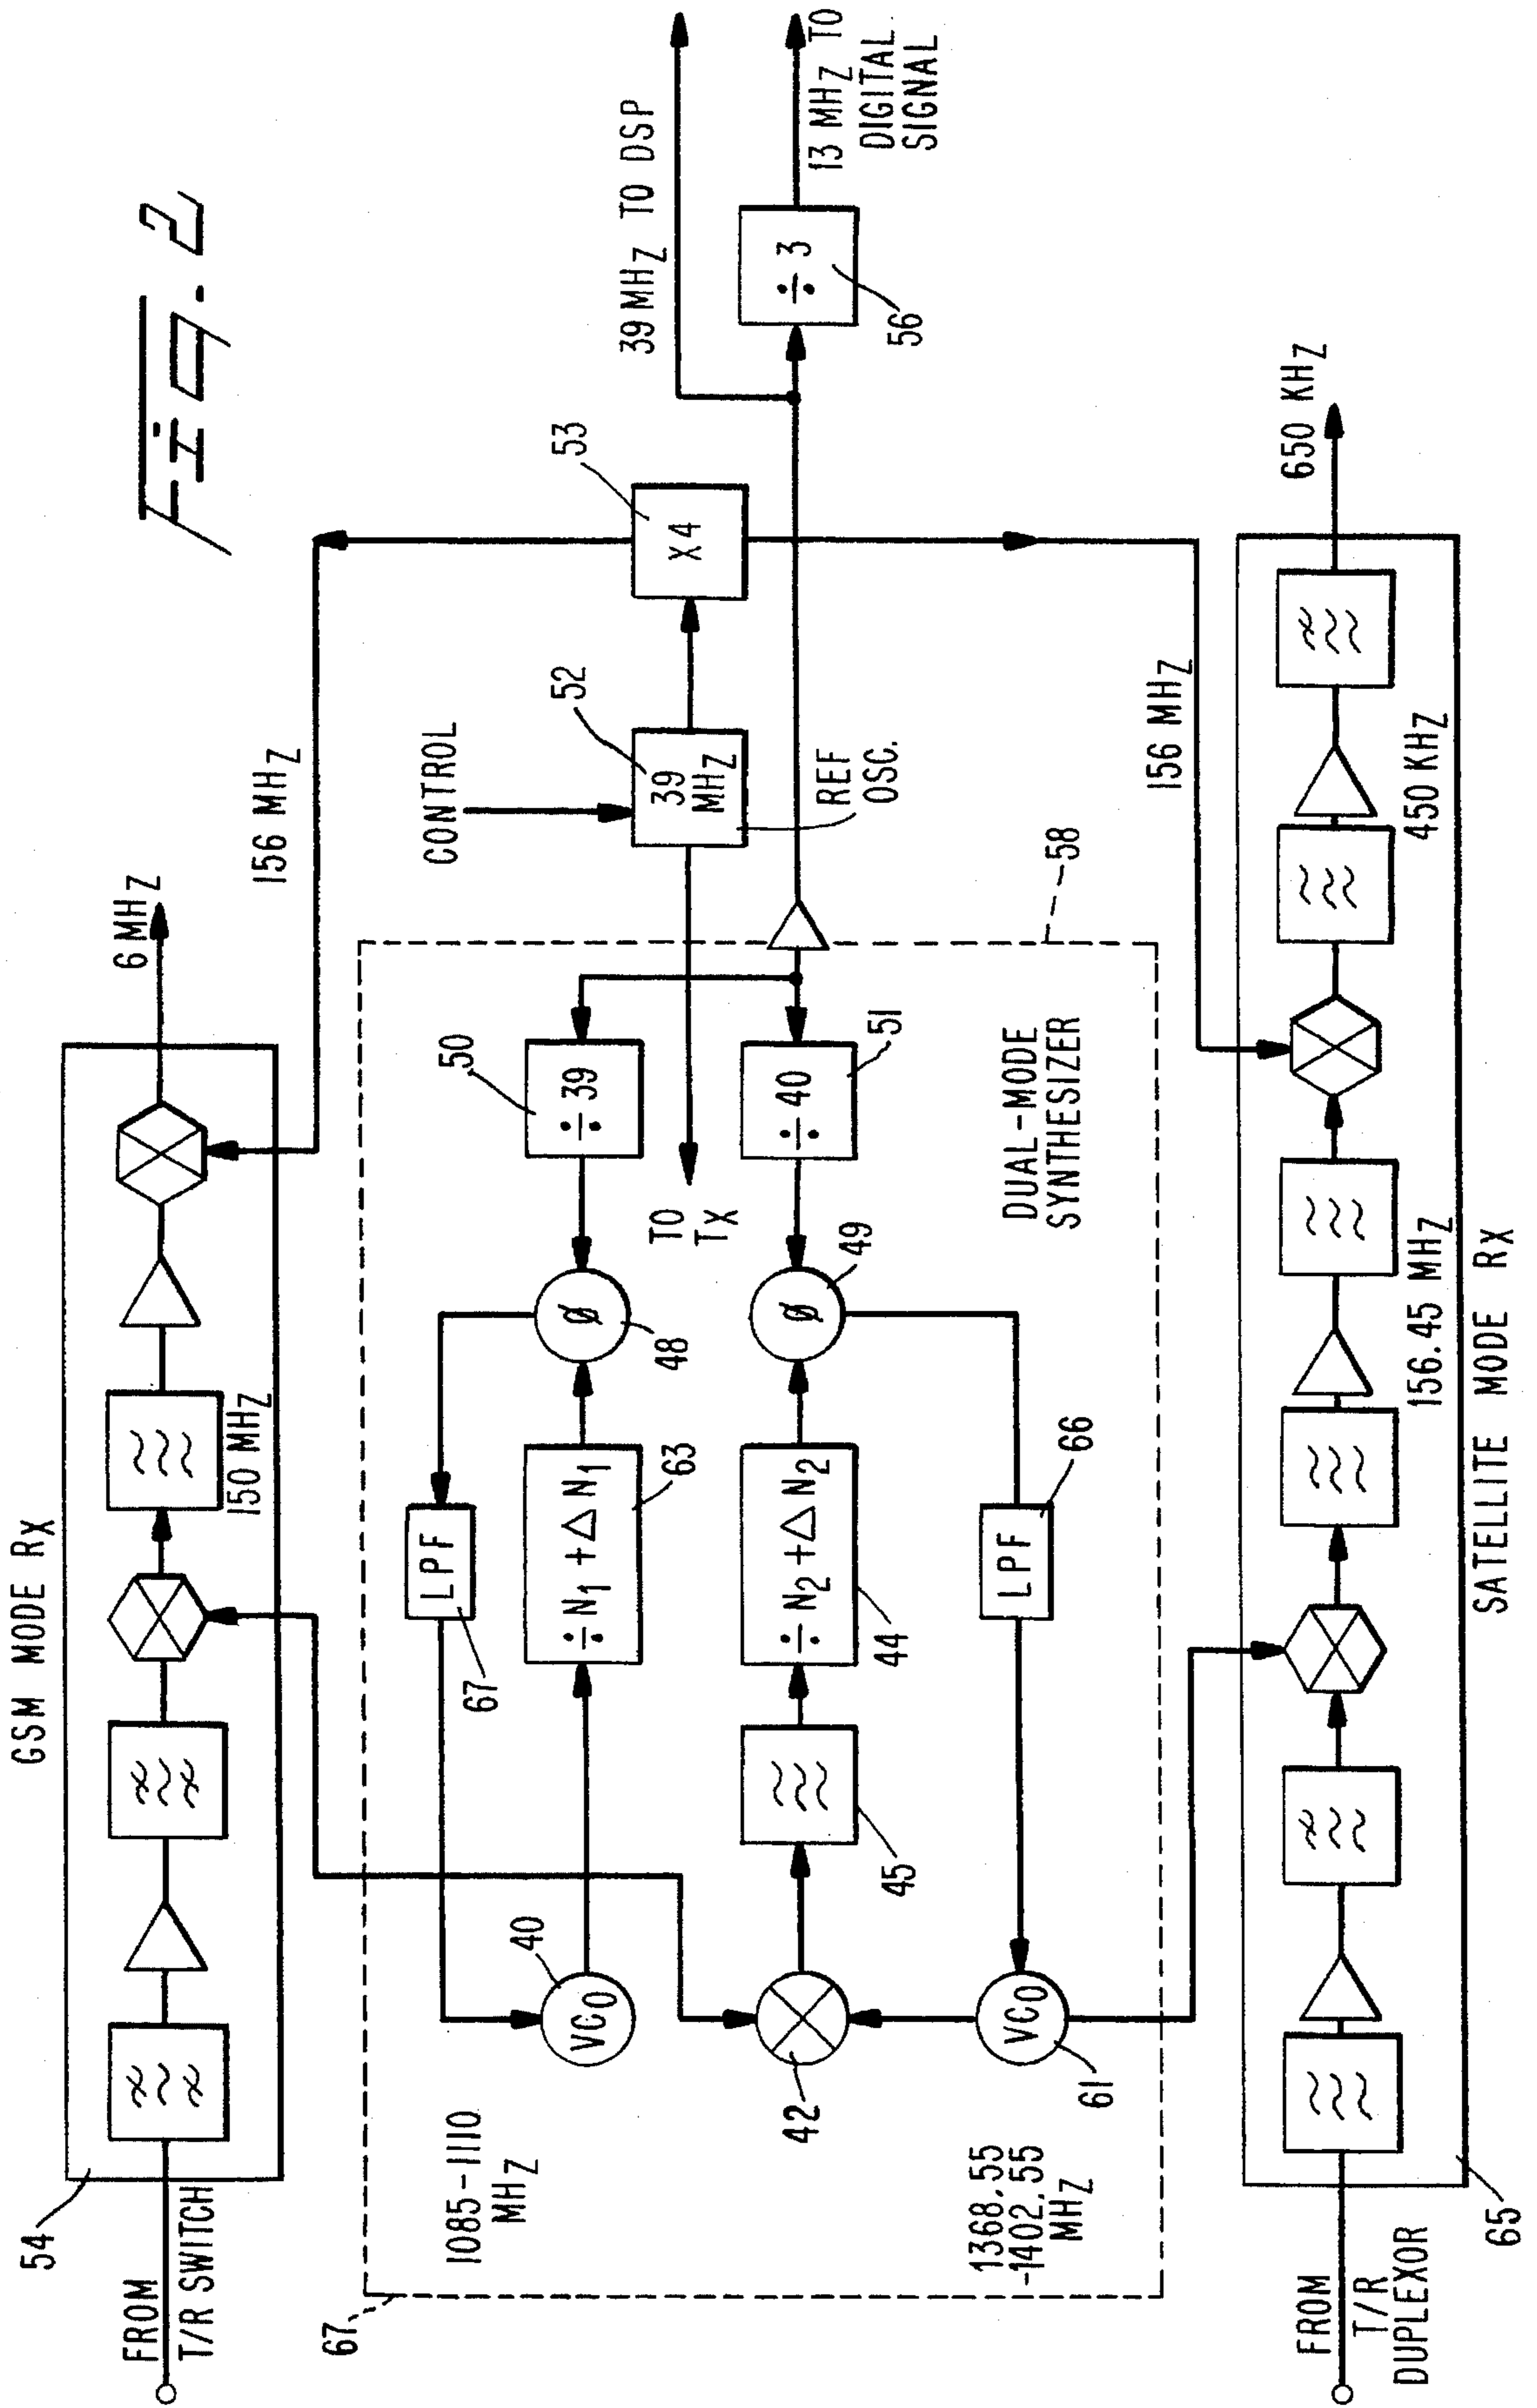 Fig. 2
GSM MODE RX
54
FROM
T/R SWITCH
150 MHZ
6 MHZ
156 MHZ
CONTROL
52
39
MHZ
REF
OSC.
53
X4
39 MHZ TO DSP
÷ 3
56
13 MHZ TO
DIGITAL
SIGNAL
67
1085-1110
MHZ
40
VCO
67
LPF
÷ N1 + Δ N1
63
ø
48
50
÷ 39
TO
TX
42
45
÷ N2 + Δ N2
44
ø
49
÷ 40
51
58
DUAL-MODE
SYNTHESIZER
LPF
66
1368.55
-1402.55
MHZ
VCO
61
156 MHZ
FROM
T/R
DUPLEXOR
65
156.45 MHZ
450 KHZ
650 KHZ
SATELLITE MODE RX